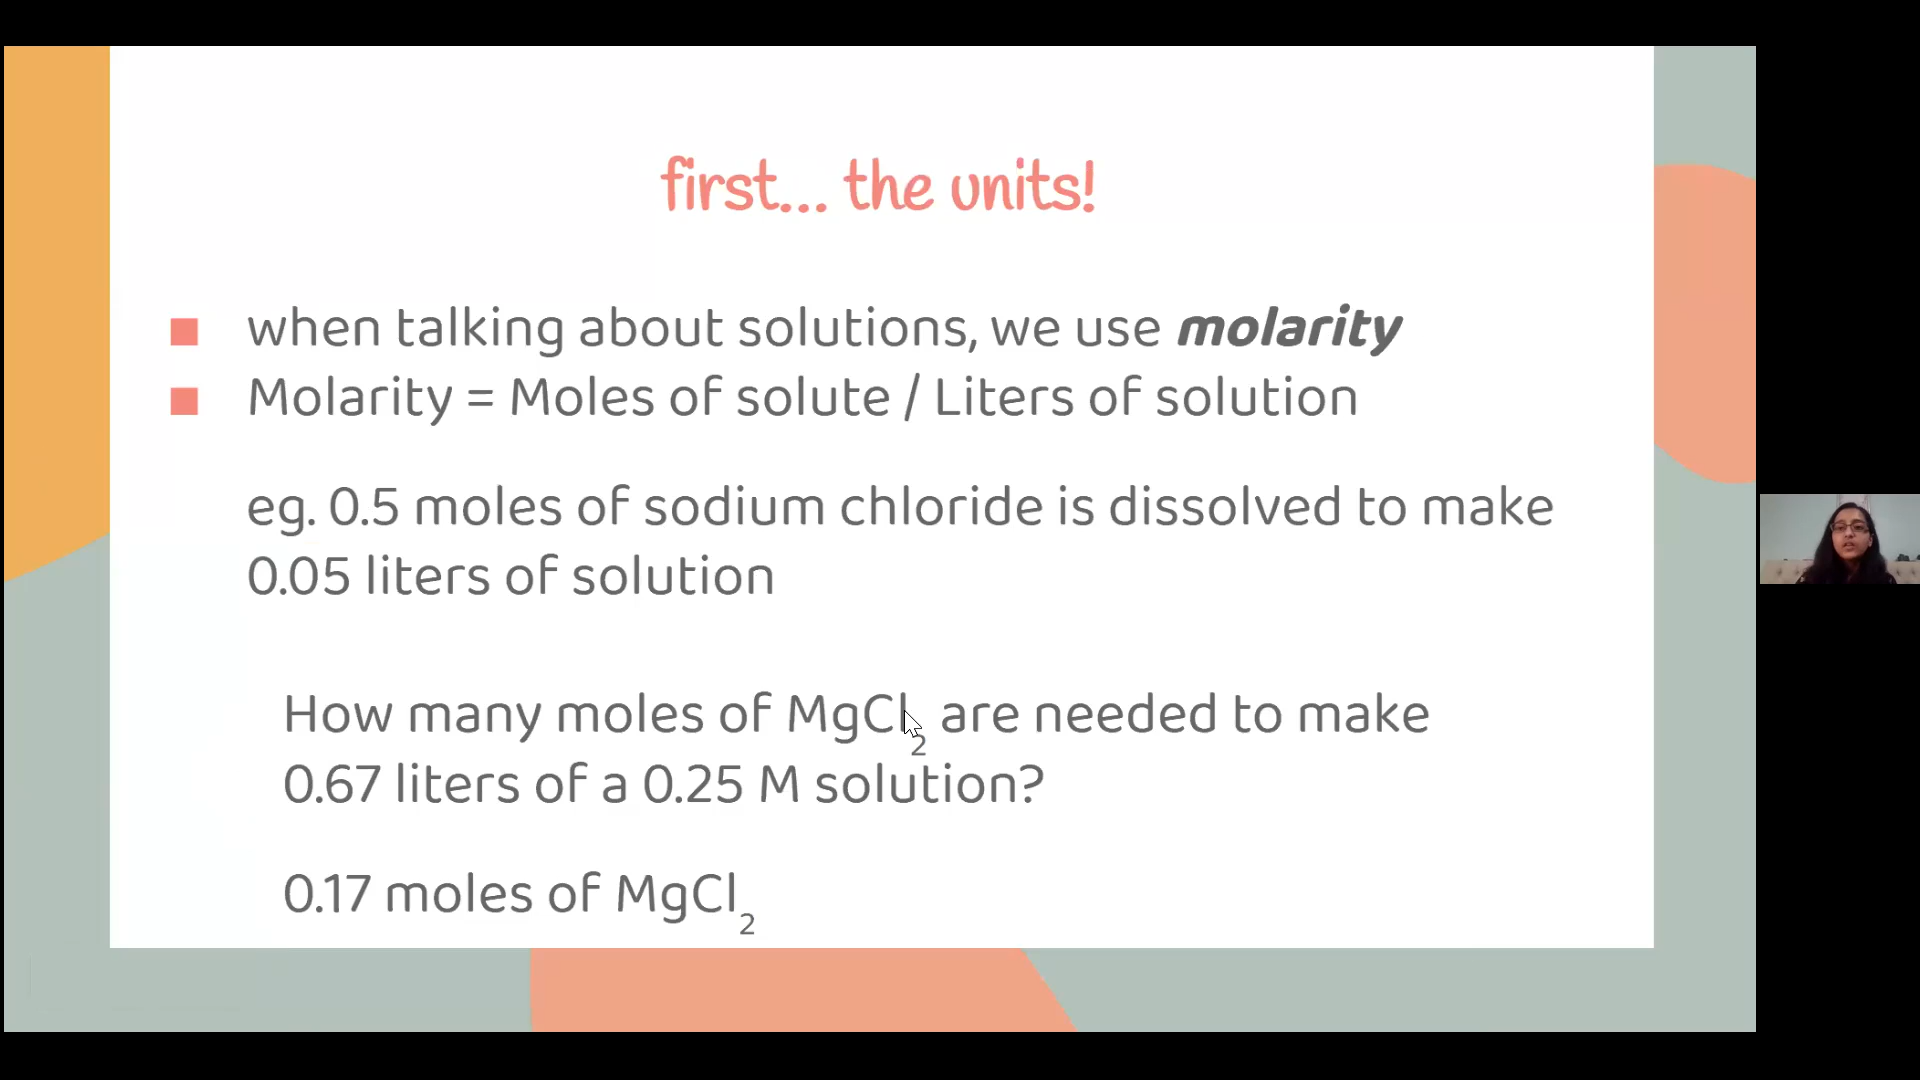 first... the units!
when talking about solutions, we use molarity
Molarity = Moles of solute / Liters of solution
eg. 0.5 moles of sodium chloride is dissolved to make
0.05 liters of solution
How many moles of MgCl₂ are needed to make
0.67 liters of a 0.25 M solution?
0.17 moles of MgCl₂